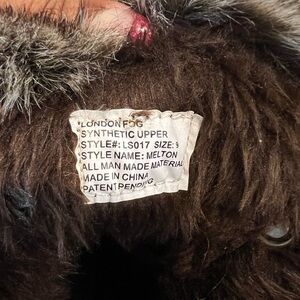 LONDON FOG
SYNTHETIC UPPER
STYLE#: LS017 SIZE: 9
STYLE NAME: MELTON
ALL MAN MADE MATERIAL
MADE IN CHINA
PATENT PENDING